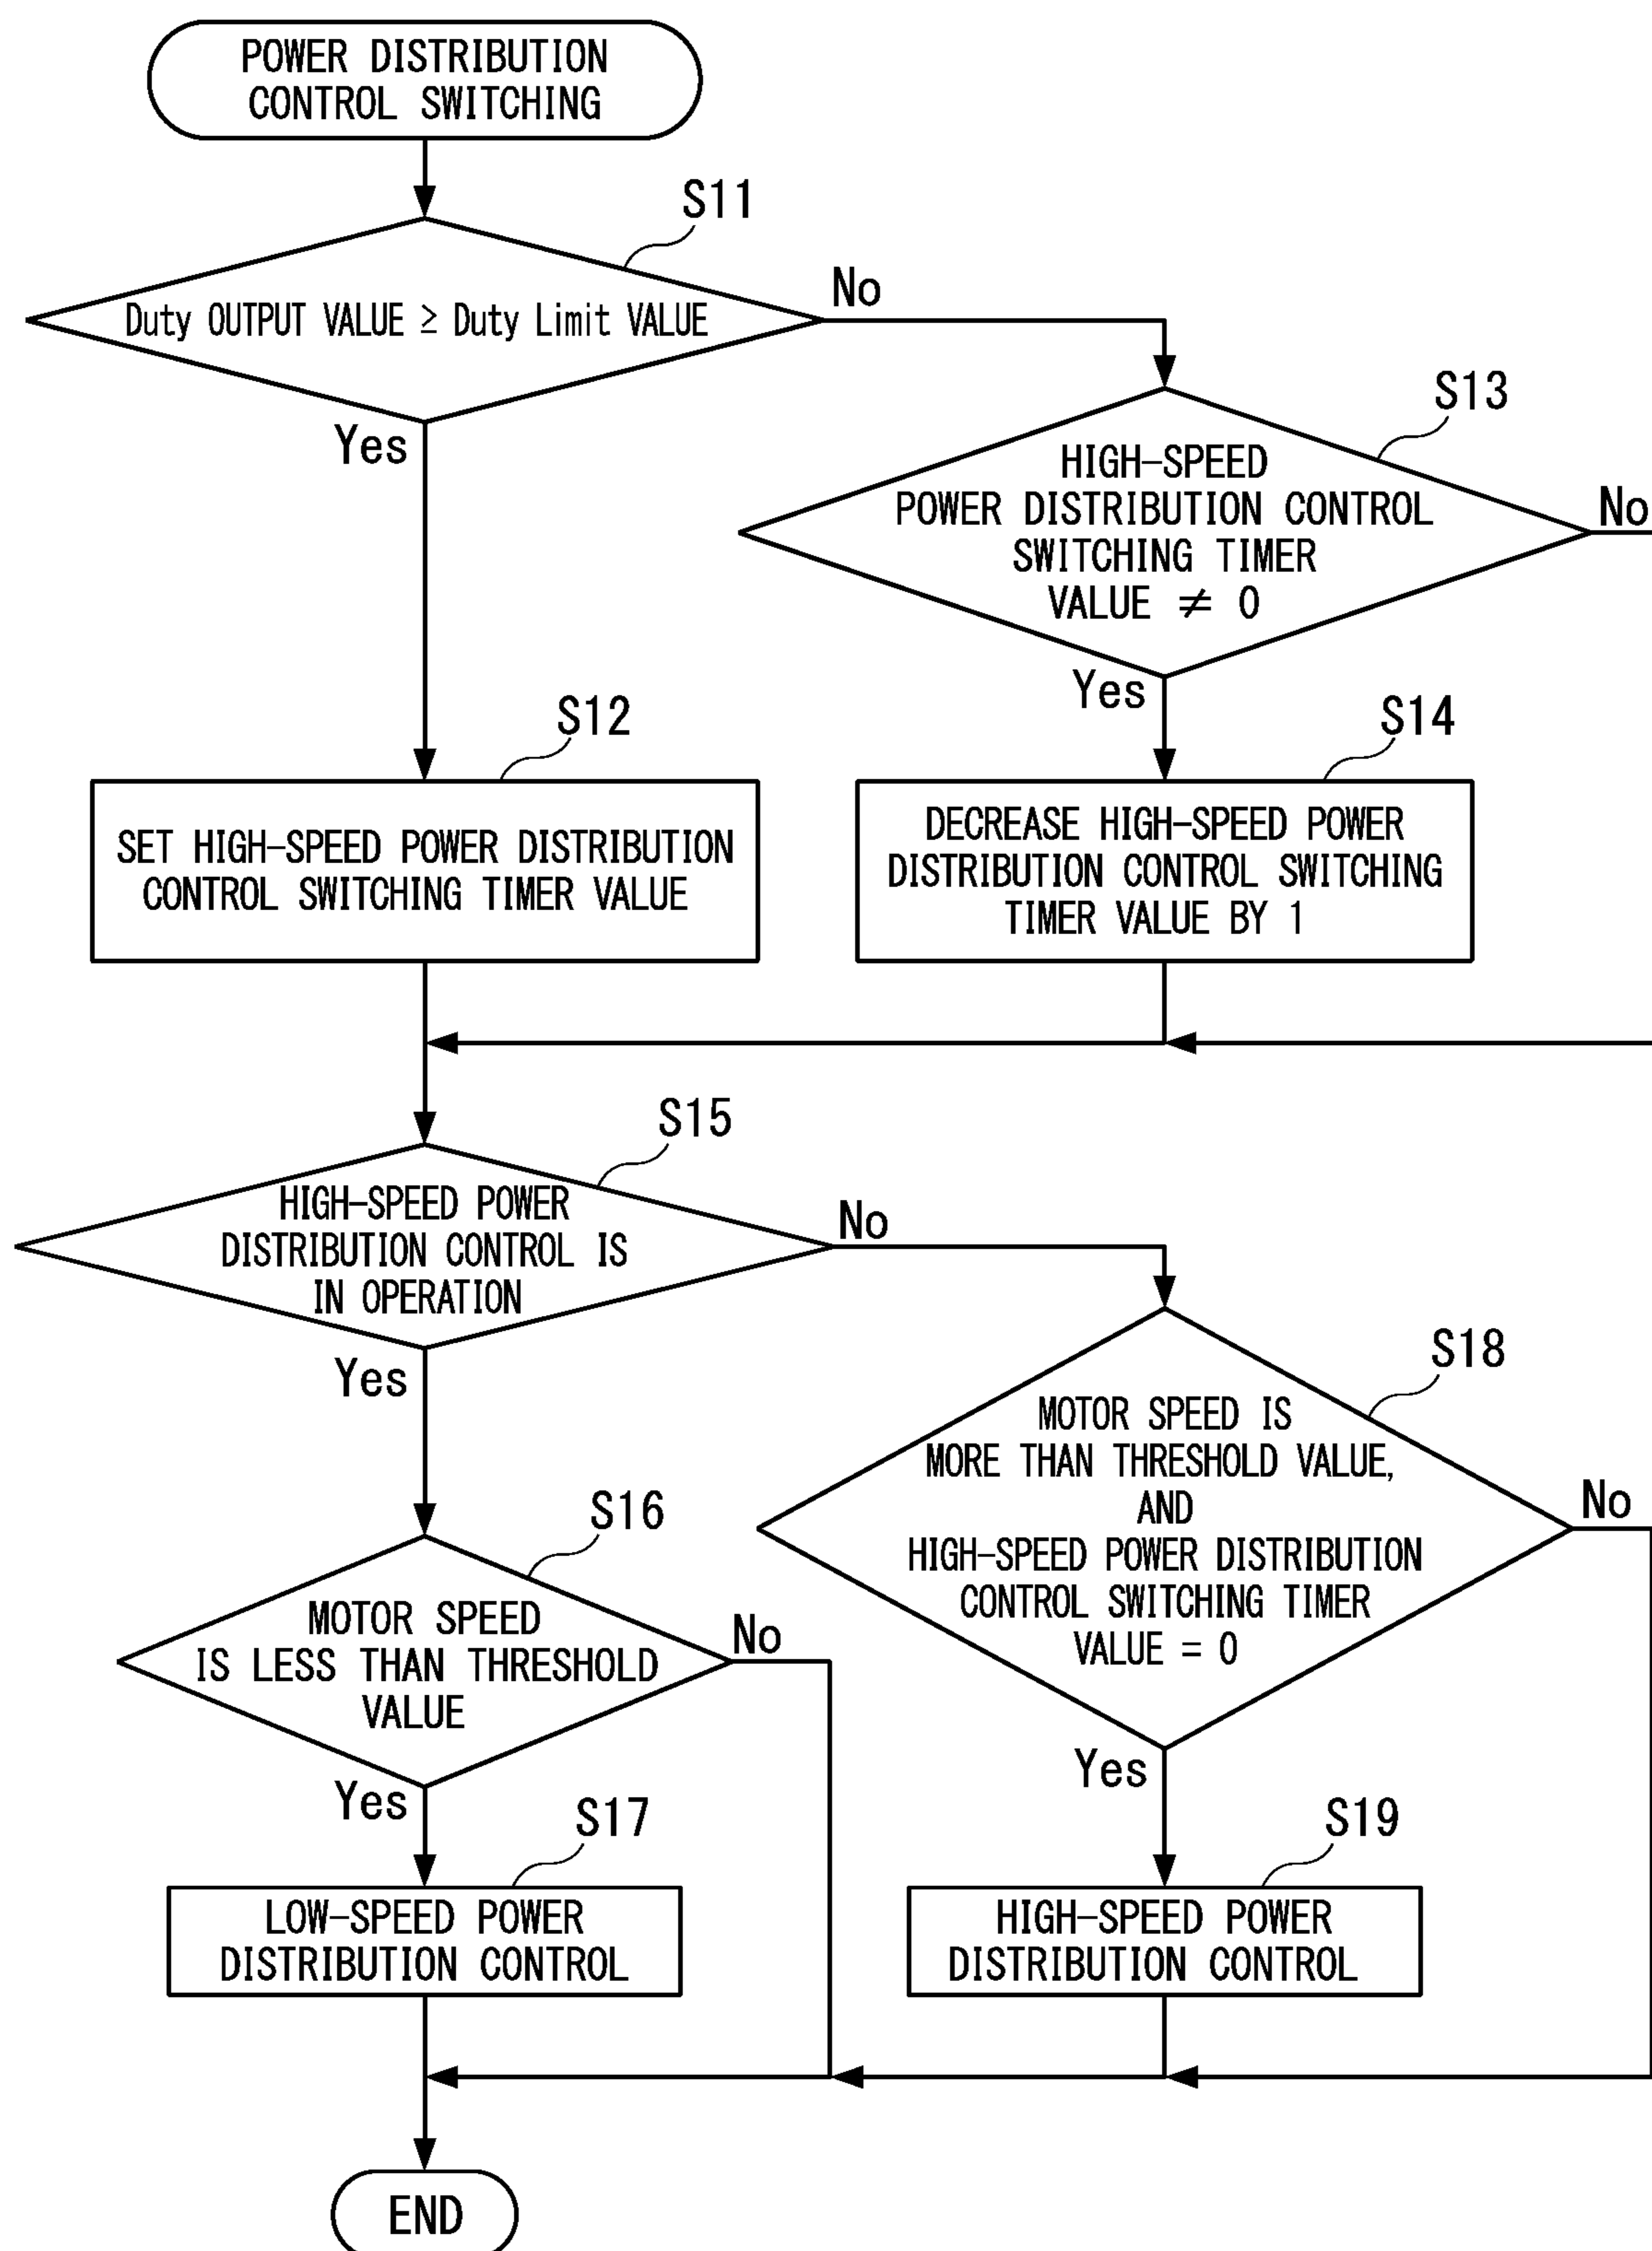 POWER DISTRIBUTION
CONTROL SWITCHING
S11
Duty OUTPUT VALUE ≥ Duty Limit VALUE
No
Yes
S13
HIGH-SPEED
POWER DISTRIBUTION CONTROL
SWITCHING TIMER
VALUE ≠ 0
No
Yes
S12
SET HIGH-SPEED POWER DISTRIBUTION
CONTROL SWITCHING TIMER VALUE
S14
DECREASE HIGH-SPEED POWER
DISTRIBUTION CONTROL SWITCHING
TIMER VALUE BY 1
S15
HIGH-SPEED POWER
DISTRIBUTION CONTROL IS
IN OPERATION
No
Yes
S18
MOTOR SPEED IS
MORE THAN THRESHOLD VALUE,
AND
HIGH-SPEED POWER DISTRIBUTION
CONTROL SWITCHING TIMER
VALUE = 0
No
Yes
S16
MOTOR SPEED
IS LESS THAN THRESHOLD
VALUE
No
Yes
S17
LOW-SPEED POWER
DISTRIBUTION CONTROL
S19
HIGH-SPEED POWER
DISTRIBUTION CONTROL
END